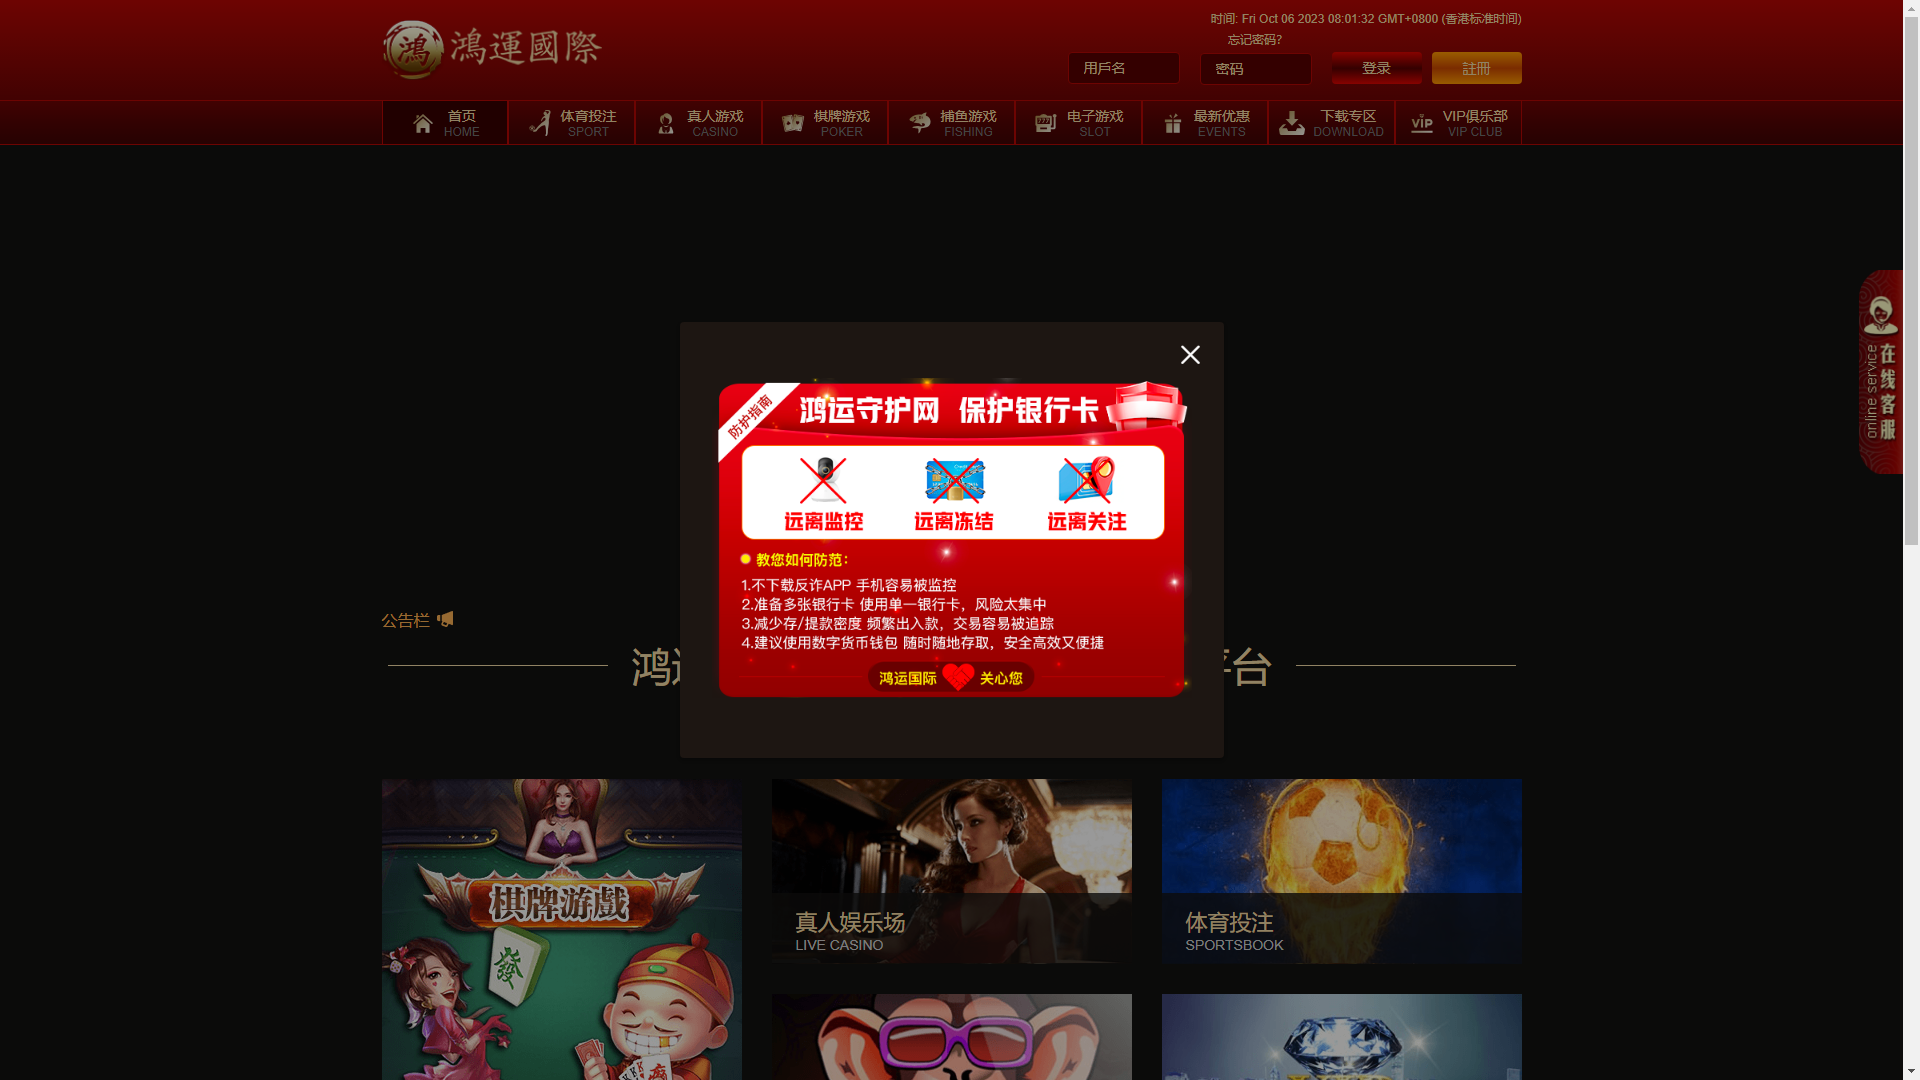 时间: Fri Oct 06 2023 08:01:32 GMT+0800 (香港标准时间)
鴻 鴻運國際
忘记密码?
用戶名
密码
登录
註冊
首页
HOME
体育投注
SPORT
真人游戏
CASINO
棋牌游戏
POKER
捕鱼游戏
FISHING
电子游戏
SLOT
最新优惠
EVENTS
下载专区
DOWNLOAD
VIP
VIP俱乐部
VIP CLUB
在线客服
online service
防护指南
鸿运守护网 保护银行卡
远离监控
远离冻结
远离关注
教您如何防范:
1.不下载反诈APP 手机容易被监控
2.准备多张银行卡 使用单一银行卡，风险太集中
3.减少存/提款密度 频繁出入款，交易容易被追踪
4.建议使用数字货币钱包 随时随地存取，安全高效又便捷
鸿运国际
关心您
公告栏
鸿
台
棋牌游戲
發
真人娱乐场
LIVE CASINO
体育投注
SPORTSBOOK